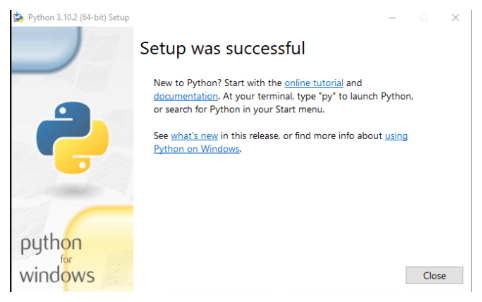 Python 3.10.2 (64-bit) Setup
Setup was successful
New to Python? Start with the online tutorial and
documentation. At your terminal, type "py" to launch Python,
or search for Python in your Start menu.
See what's new in this release, or find more info about using
Python on Windows.
python
for
windows
Close